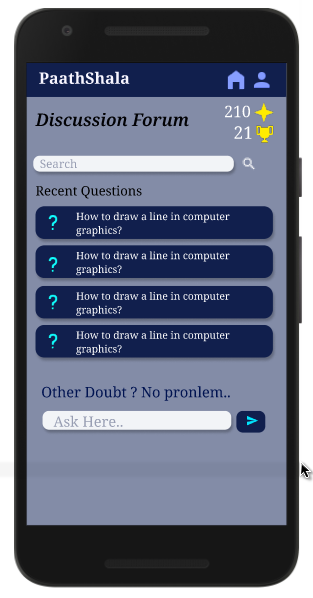 PaathShala
Discussion Forum
210
21
Search
Recent Questions
? How to draw a line in computer
graphics?
? How to draw a line in computer
graphics?
? How to draw a line in computer
graphics?
? How to draw a line in computer
graphics?
Other Doubt ? No pronlem..
Ask Here..